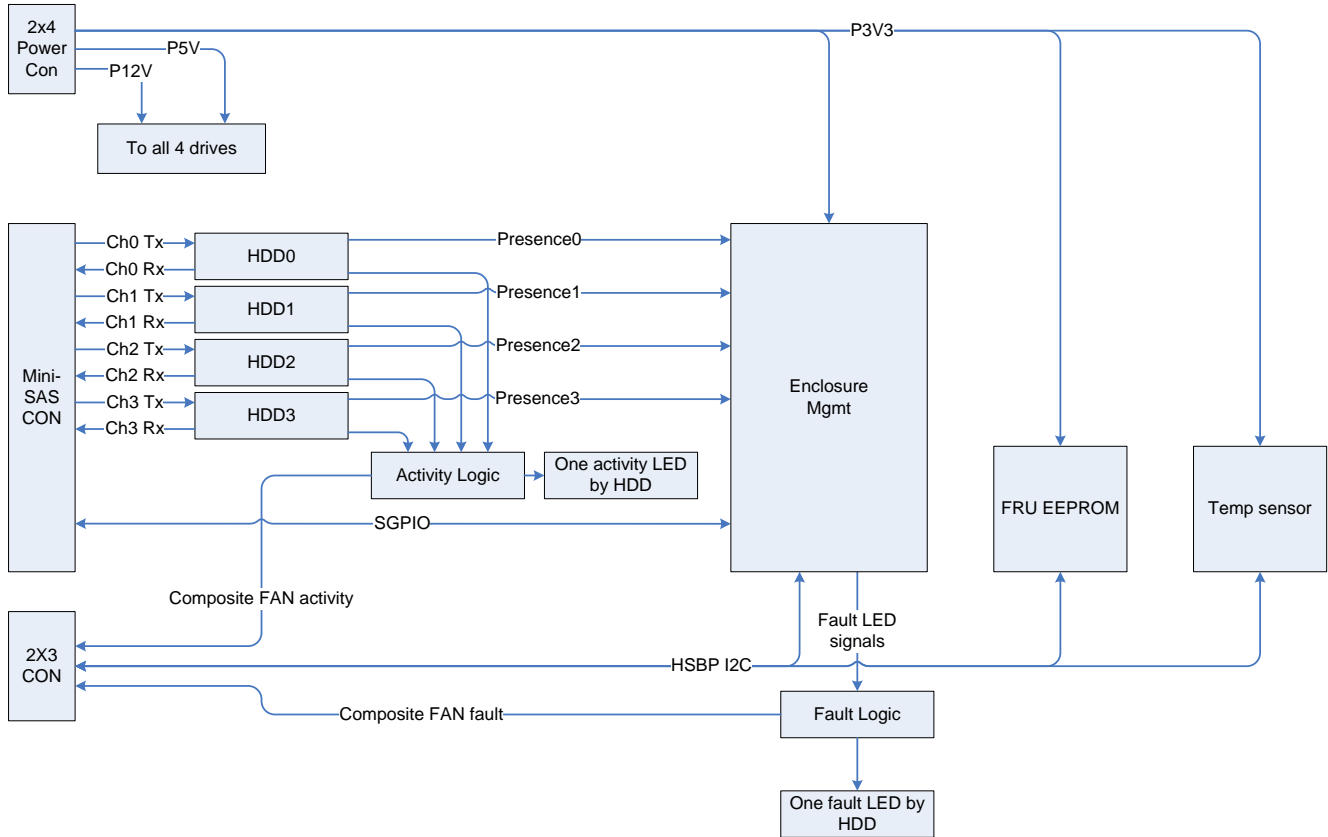 2x4
Power
Con
P5V
P12V
P3V3
To all 4 drives
Mini-
SAS
CON
Ch0 Tx
Ch0 Rx
Ch1 Tx
Ch1 Rx
Ch2 Tx
Ch2 Rx
Ch3 Tx
Ch3 Rx
HDD0
HDD1
HDD2
HDD3
Presence0
Presence1
Presence2
Presence3
Enclosure
Mgmt
Activity Logic
One activity LED
by HDD
FRU EEPROM
Temp sensor
SGPIO
Composite FAN activity
2X3
CON
Fault LED
signals
HSBP I2C
Composite FAN fault
Fault Logic
One fault LED by
HDD